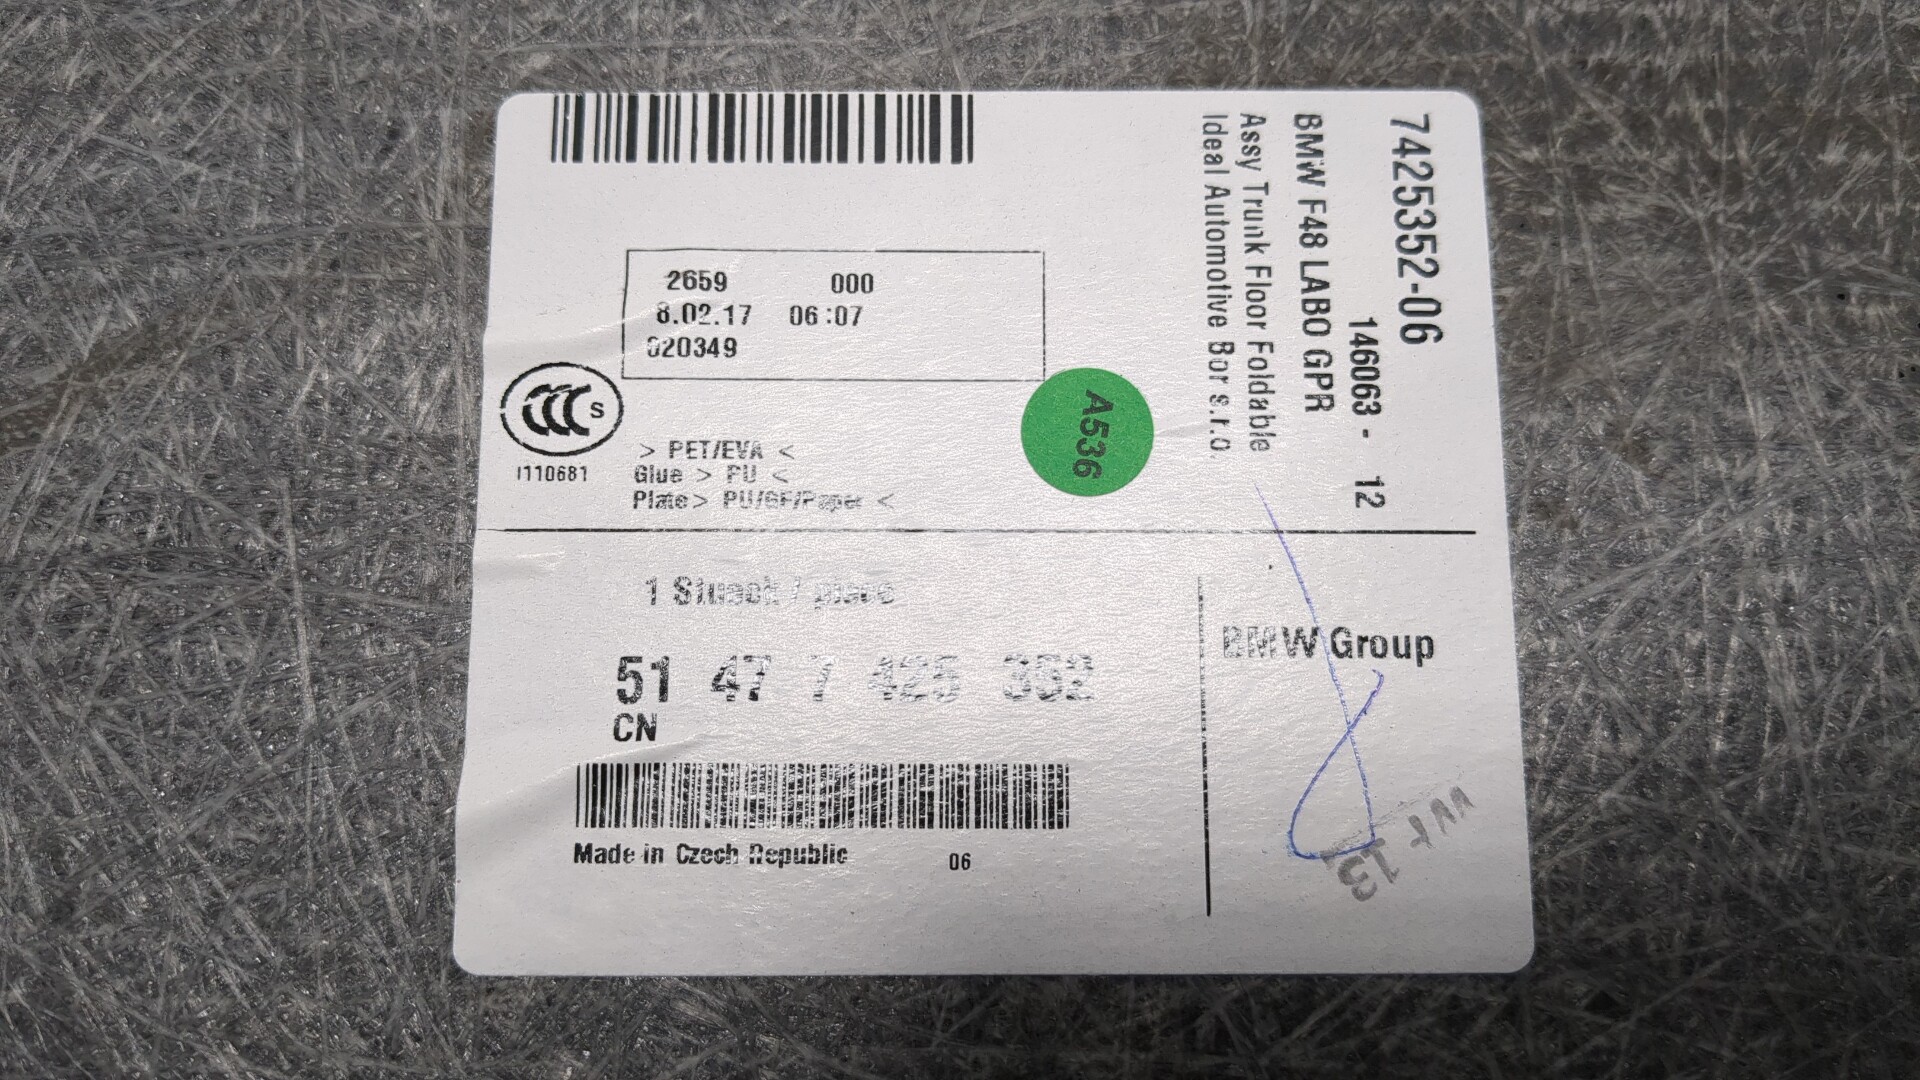 7425352-06
146063 - 12
BMW F48 LABO GPR
Assy Trunk Floor Foldable
Ideal Automotive Bor s.r.o.
2659 000
8.02.17 06:07
020349
S
I110681
A536
> PET/EVA <
Glue > PU <
Plate > PU/GF/Paper <
1 Stueck / piece
BMW Group
51 47 7 425 352
CN
Made in Czech Republic 06
13